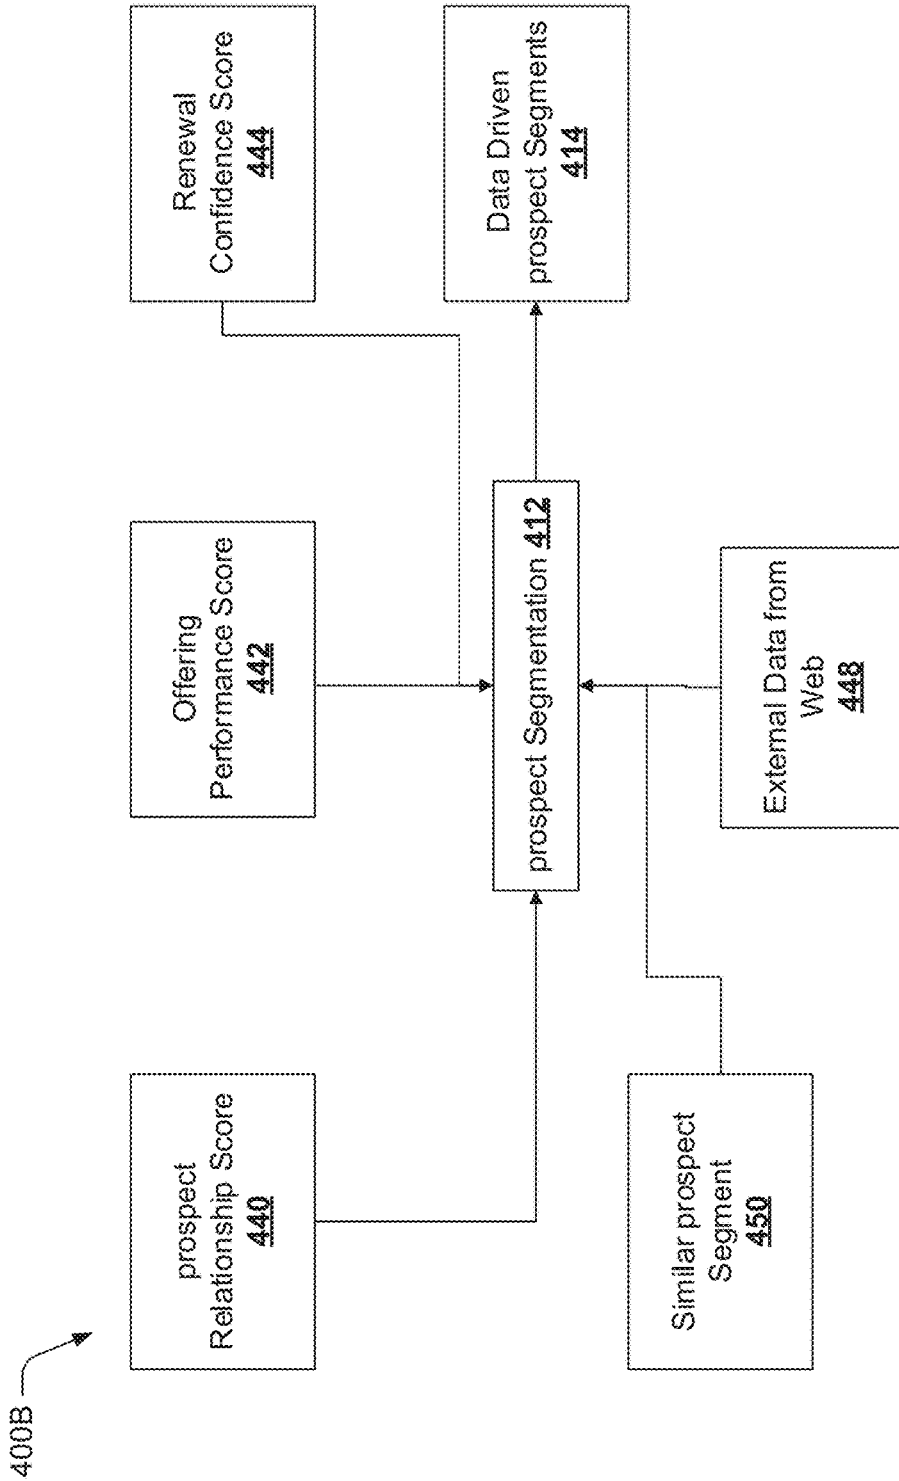 400B
prospect
Relationship Score
440
Offering
Performance Score
442
Renewal
Confidence Score
444
prospect Segmentation 412
Data Driven
prospect Segments
414
Similar prospect
Segment
450
External Data from
Web
448